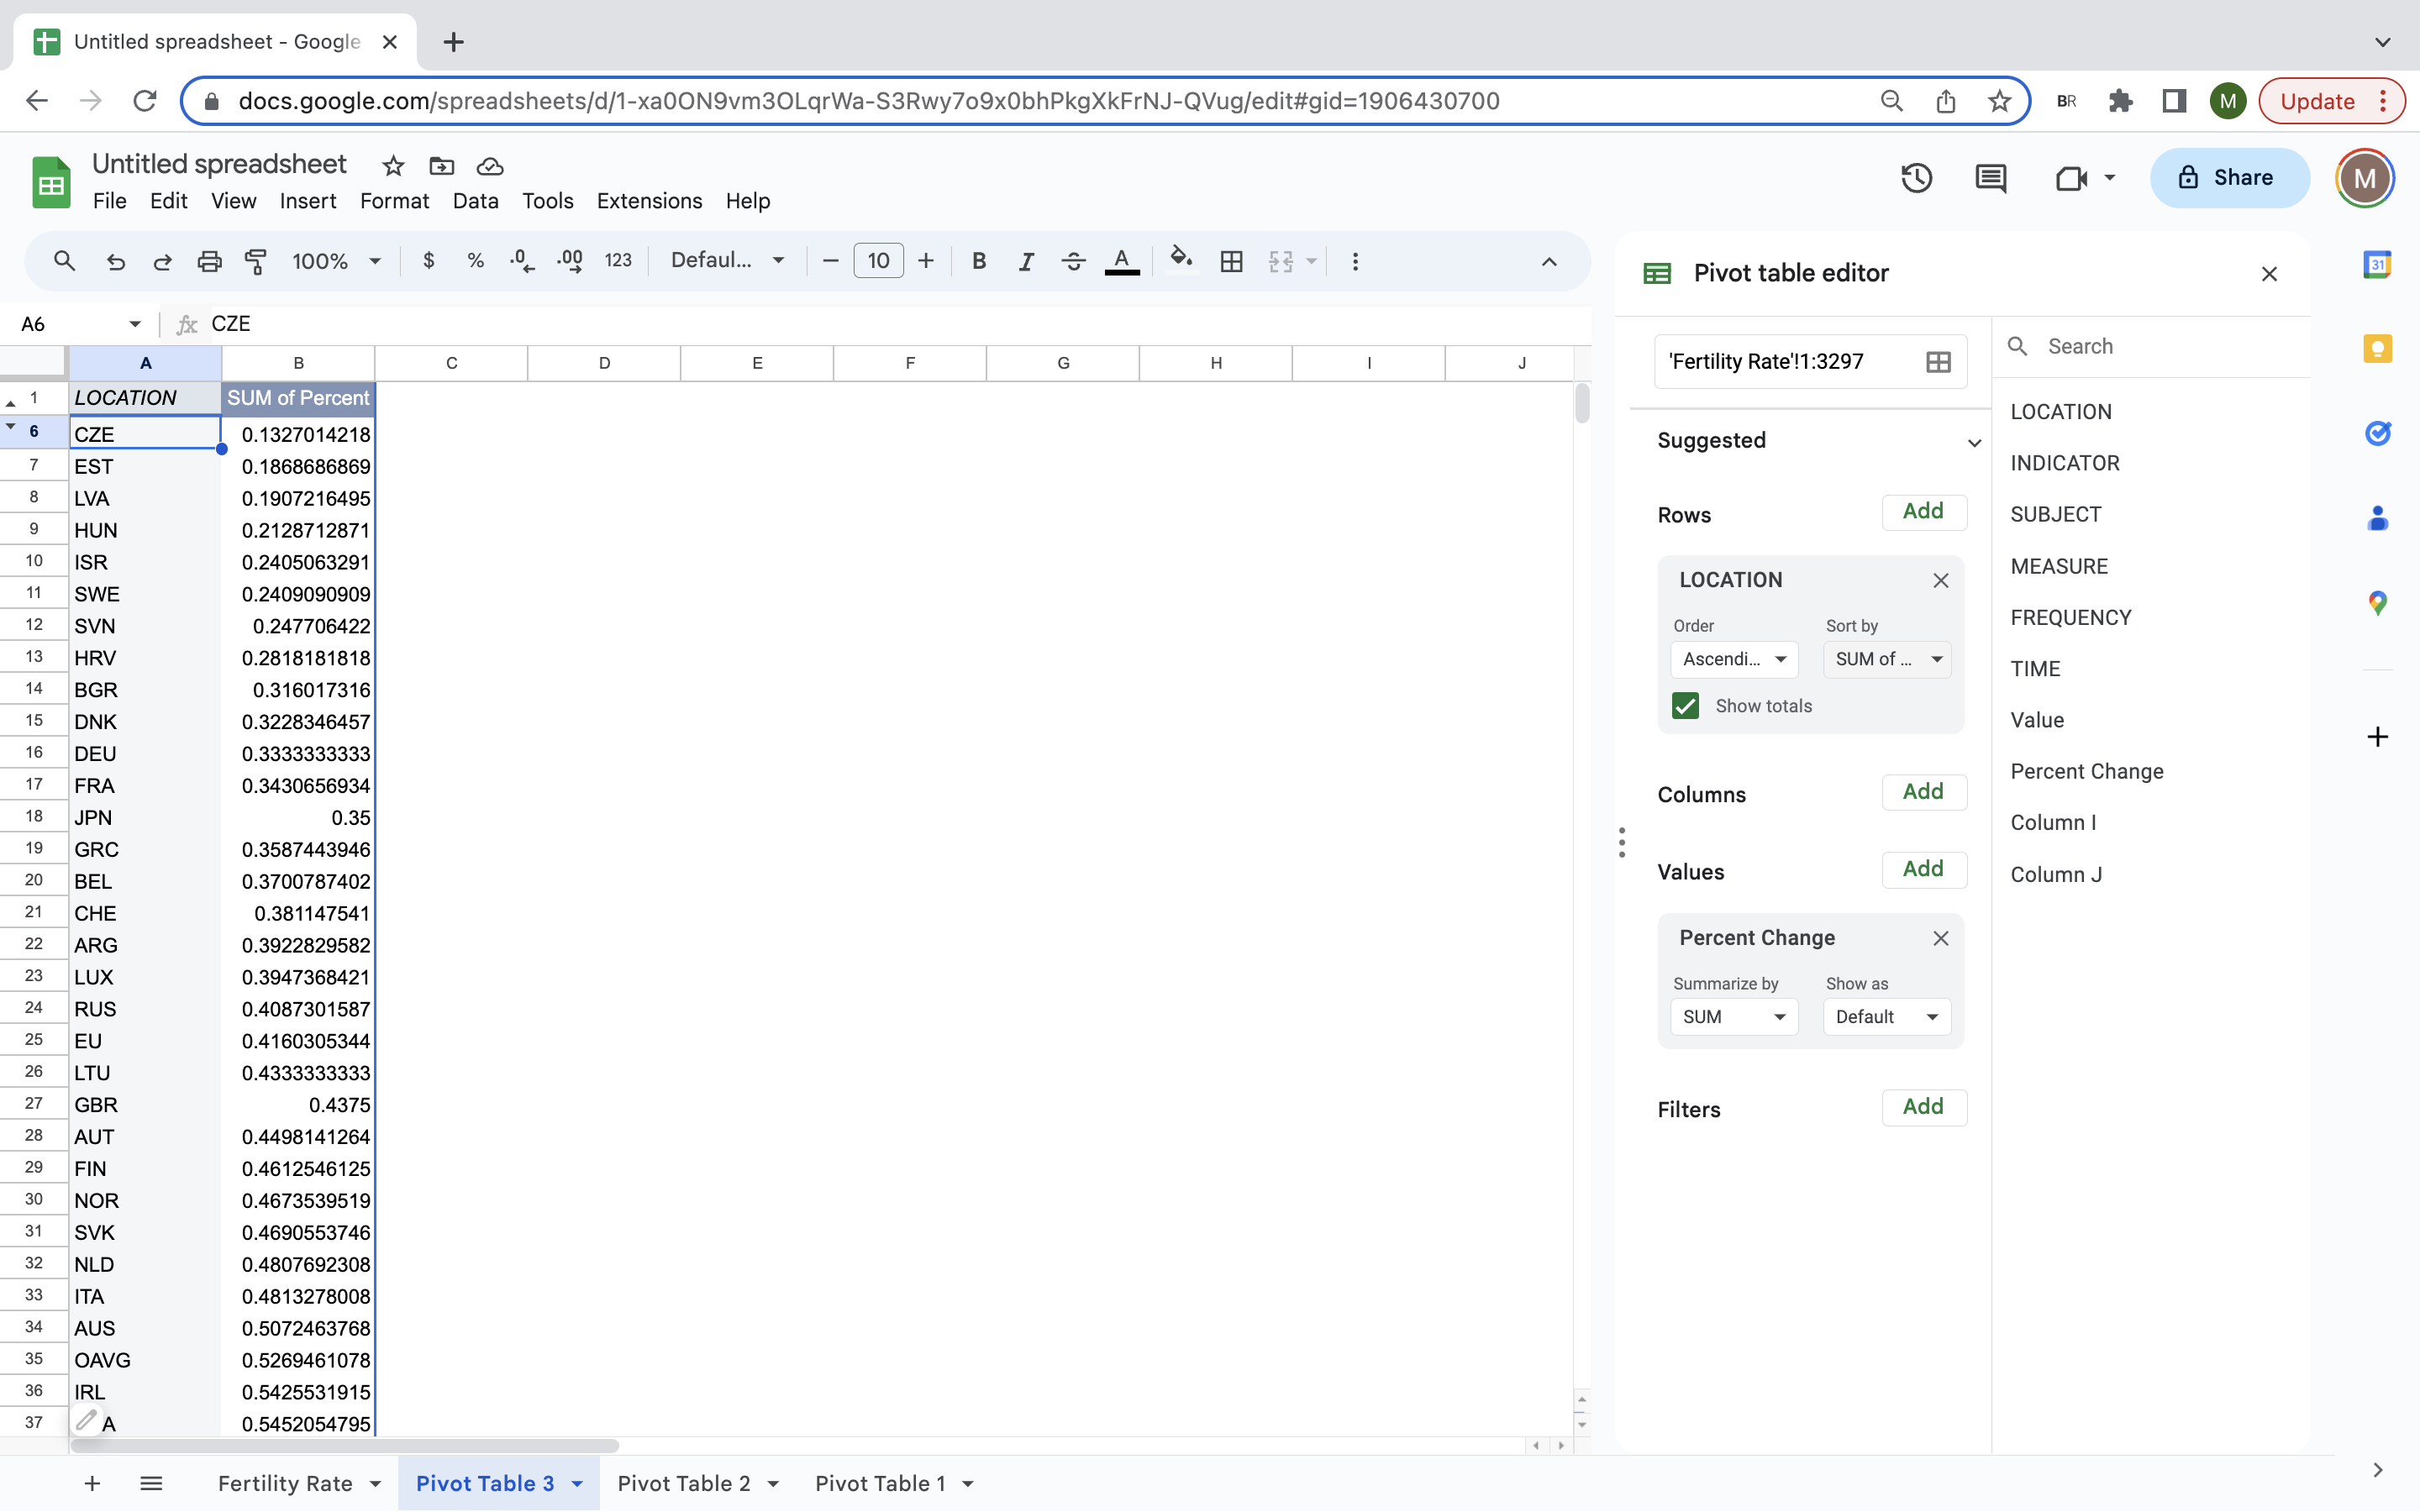 Untitled spreadsheet - Google
docs.google.com/spreadsheets/d/1-xa0ON9vm3OLqrWa-S3Rwy7o9x0bhPkgXkFrNJ-QVug/edit#gid=1906430700
BR
M
Update
Untitled spreadsheet
File Edit View Insert Format Data Tools Extensions Help
Share
M
100% $ % .0 .00 123 Defaul... 10 B I S A
31
Pivot table editor
A6 fx CZE
A B C D E F G H I J
1 LOCATION SUM of Percent
6 CZE 0.1327014218
7 EST 0.1868686869
8 LVA 0.1907216495
9 HUN 0.2128712871
10 ISR 0.2405063291
11 SWE 0.2409090909
12 SVN 0.247706422
13 HRV 0.2818181818
14 BGR 0.316017316
15 DNK 0.3228346457
16 DEU 0.3333333333
17 FRA 0.3430656934
18 JPN 0.35
19 GRC 0.3587443946
20 BEL 0.3700787402
21 CHE 0.381147541
22 ARG 0.3922829582
23 LUX 0.3947368421
24 RUS 0.4087301587
25 EU 0.4160305344
26 LTU 0.4333333333
27 GBR 0.4375
28 AUT 0.4498141264
29 FIN 0.4612546125
30 NOR 0.4673539519
31 SVK 0.4690553746
32 NLD 0.4807692308
33 ITA 0.4813278008
34 AUS 0.5072463768
35 OAVG 0.5269461078
36 IRL 0.5425531915
37 A 0.5452054795
'Fertility Rate'!1:3297
Suggested
Rows Add
LOCATION
Order Sort by
Ascendi... SUM of ...
Show totals
Columns Add
Values Add
Percent Change
Summarize by Show as
SUM Default
Filters Add
Search
LOCATION
INDICATOR
SUBJECT
MEASURE
FREQUENCY
TIME
Value
Percent Change
Column I
Column J
Fertility Rate Pivot Table 3 Pivot Table 2 Pivot Table 1